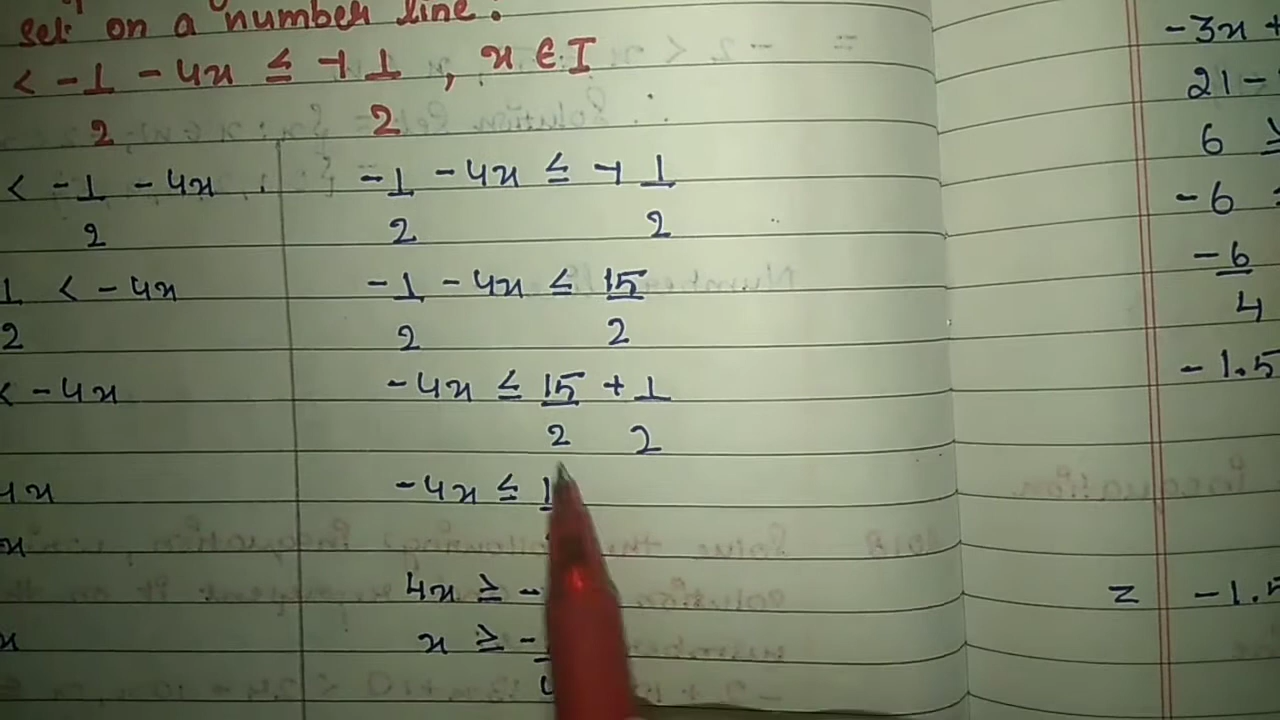 set on a number line.
< -1/2 - 4x ≤ 7 1/2 , x ∈ I
< -1/2 - 4x
1/2 < -4x
< -4x
4x
x
x
-1/2 - 4x ≤ 7 1/2
-1/2 - 4x ≤ 15/2
-4x ≤ 15/2 + 1/2
-4x ≤ 1
4x ≥ -
x ≥ -
-3x +
21 -
6 ≥
-6
-6/4
-1.5
= -1.5